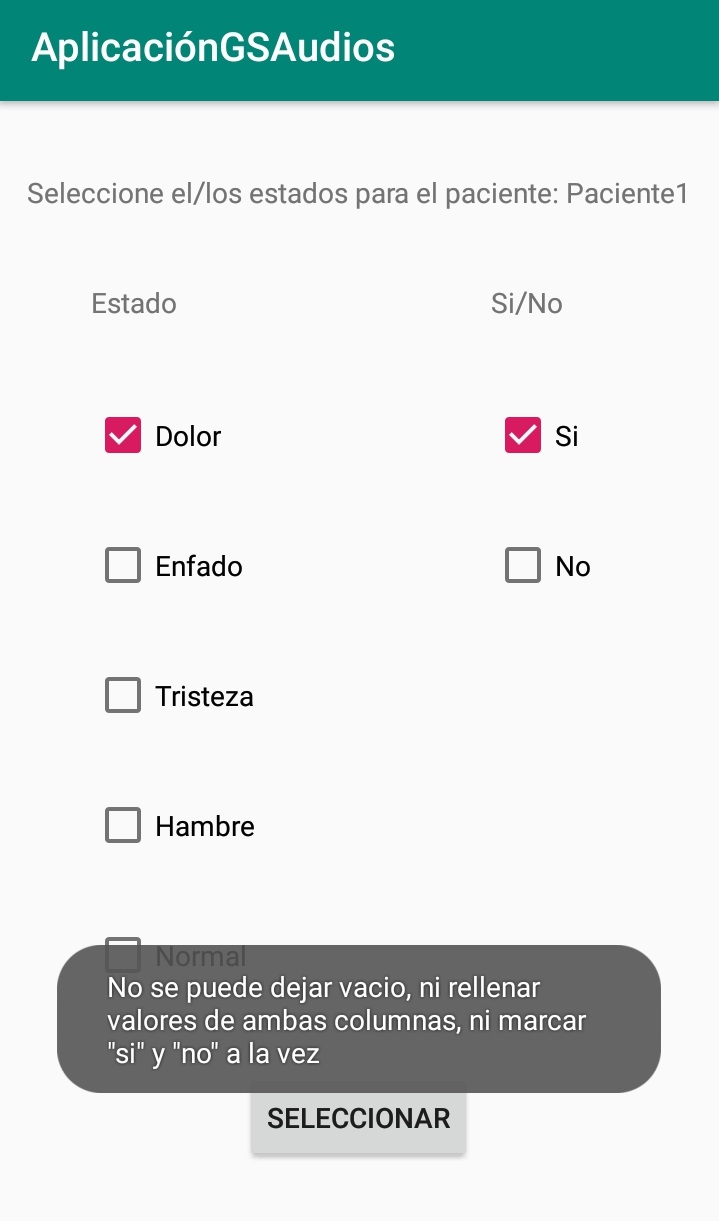 AplicaciónGSAudios
Seleccione el/los estados para el paciente: Paciente1
Estado
Si/No
Dolor
Si
Enfado
No
Tristeza
Hambre
Normal
No se puede dejar vacio, ni rellenar
valores de ambas columnas, ni marcar
"si" y "no" a la vez
SELECCIONAR